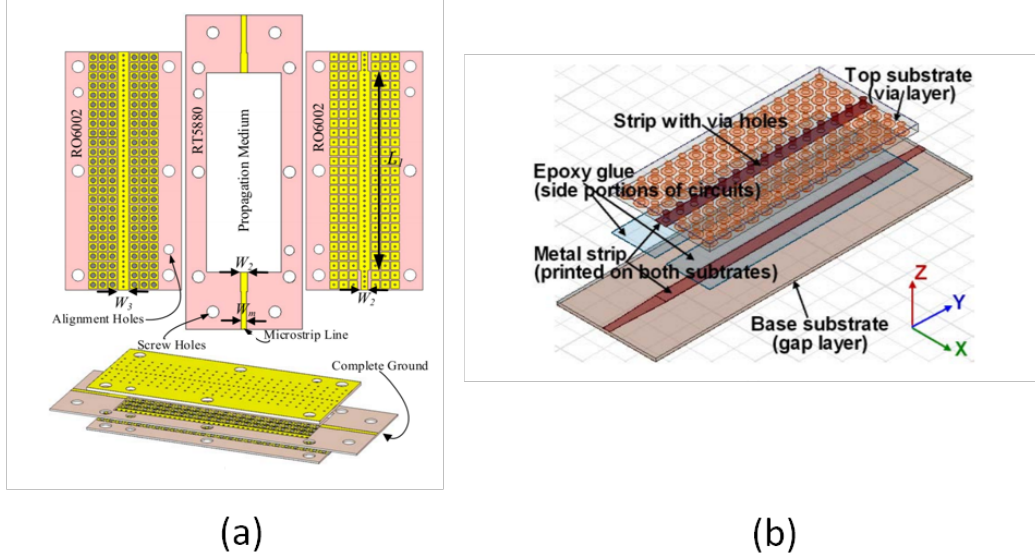 RO6002
RT5880
RO6002
Propagation Medium
L1
W2
W3
W2
Wm
Alignment Holes
Screw Holes
Microstrip Line
Complete Ground
(a)
Top substrate
(via layer)
Strip with via holes
Epoxy glue
(side portions of circuits)
Metal strip
(printed on both subtrates)
Base substrate
(gap layer)
Z
Y
X
(b)